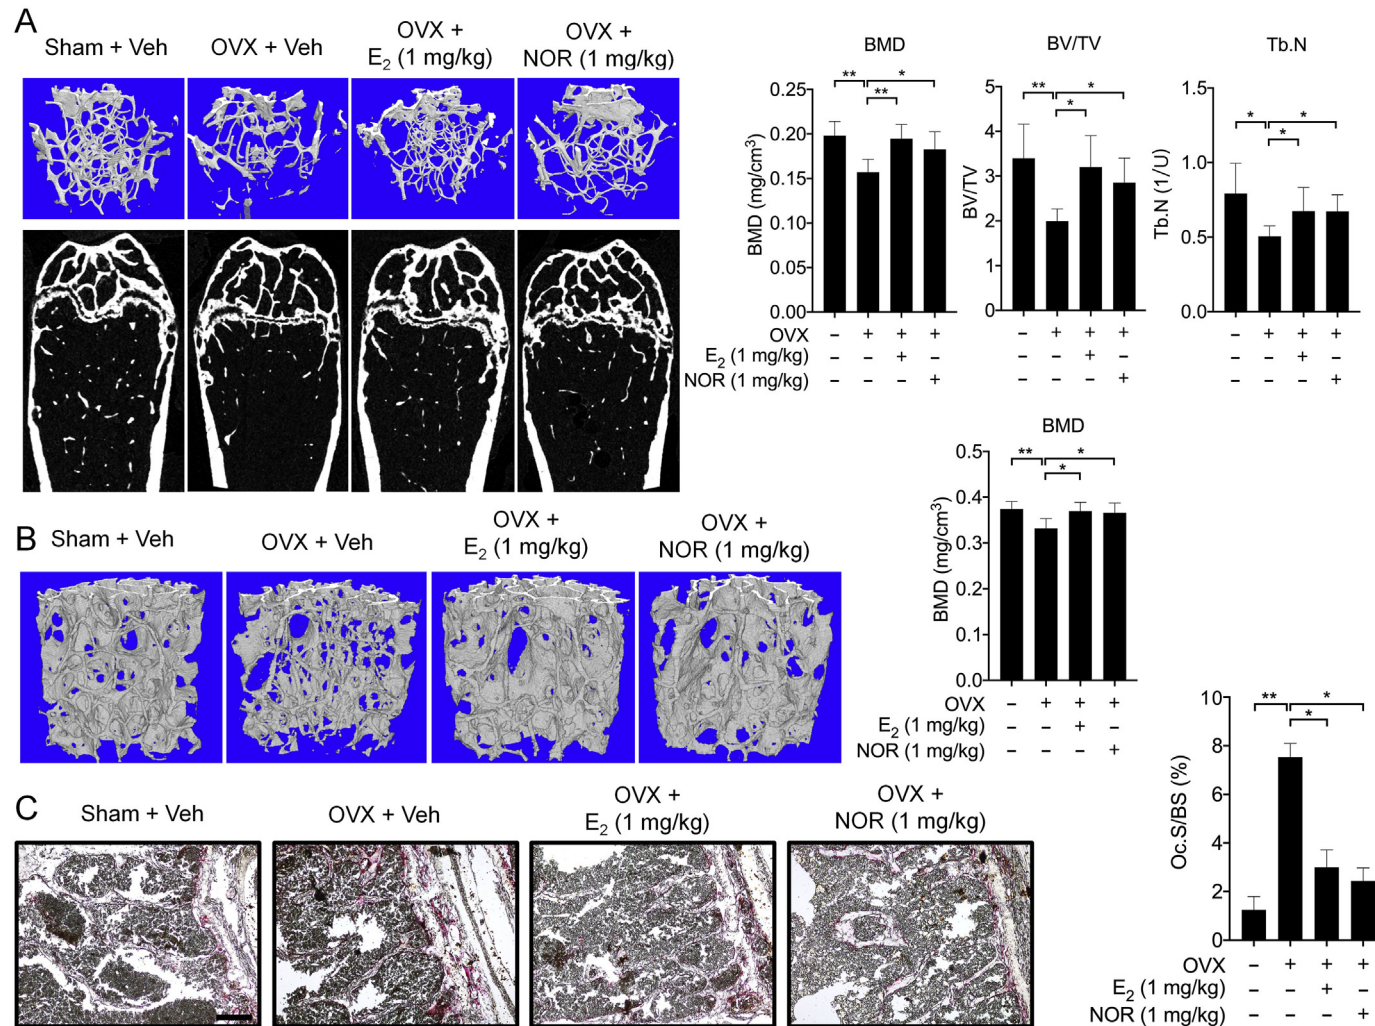 A
Sham + Veh
OVX + Veh
OVX +
E₂ (1 mg/kg)
OVX +
NOR (1 mg/kg)
BMD
** *
**
BMD (mg/cm³)
0.25
0.20
0.15
0.10
0.05
0.00
BV/TV
** *
*
BV/TV
5
4
3
2
1
0
Tb.N
* *
*
Tb.N (1/U)
1.5
1.0
0.5
0.0
OVX – + + + – + + + – + + +
E₂ (1 mg/kg) – – + – – – + – – – + –
NOR (1 mg/kg) – – – + – – – + – – – +
B
Sham + Veh
OVX + Veh
OVX +
E₂ (1 mg/kg)
OVX +
NOR (1 mg/kg)
BMD
** *
*
BMD (mg/cm³)
0.5
0.4
0.3
0.2
0.1
0.0
OVX – + + +
E₂ (1 mg/kg) – – + –
NOR (1 mg/kg) – – – +
C
Sham + Veh
OVX + Veh
OVX +
E₂ (1 mg/kg)
OVX +
NOR (1 mg/kg)
** *
*
Oc.S/BS (%)
10
8
6
4
2
0
OVX – + + +
E₂ (1 mg/kg) – – + –
NOR (1 mg/kg) – – – +